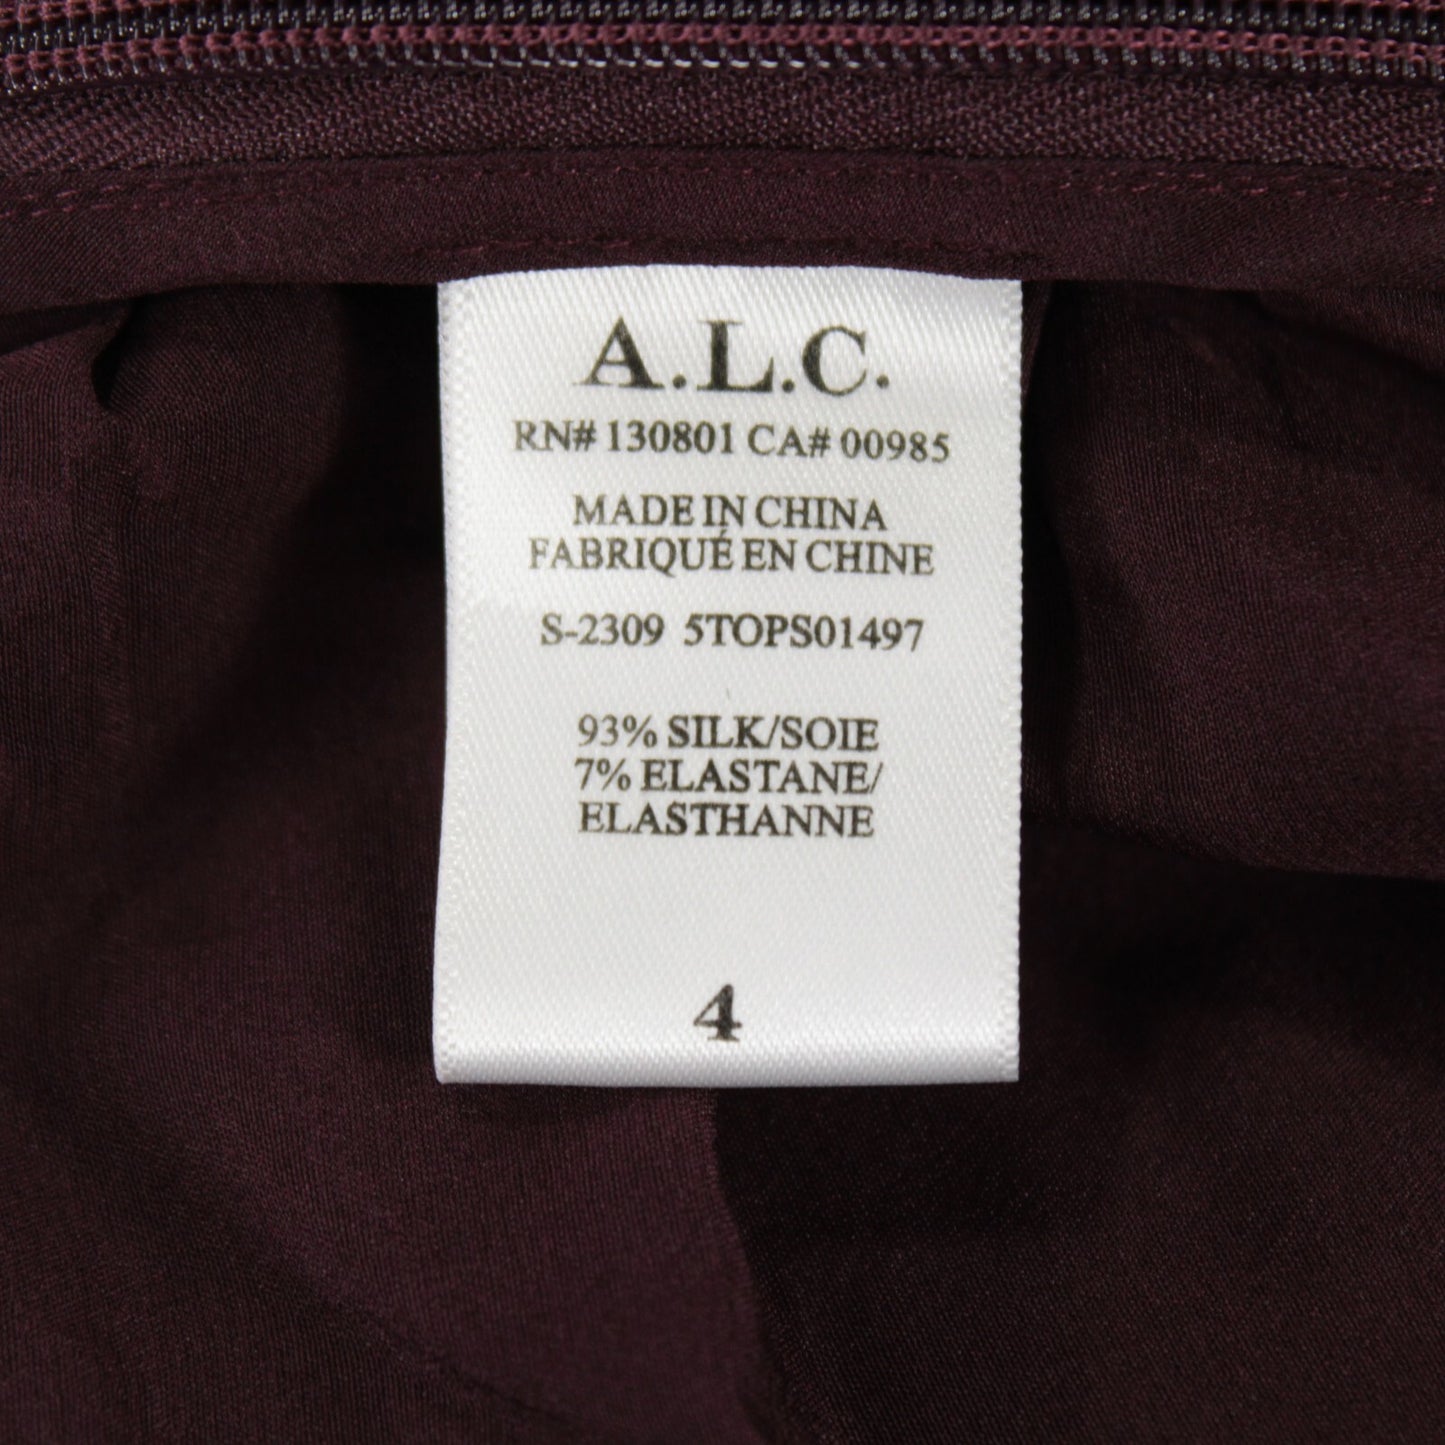 A.L.C.
RN# 130801 CA# 00985
MADE IN CHINA
FABRIQUÉ EN CHINE
S-2309 5TOPS01497
93% SILK/SOIE
7% ELASTANE/
ELASTHANNE
4